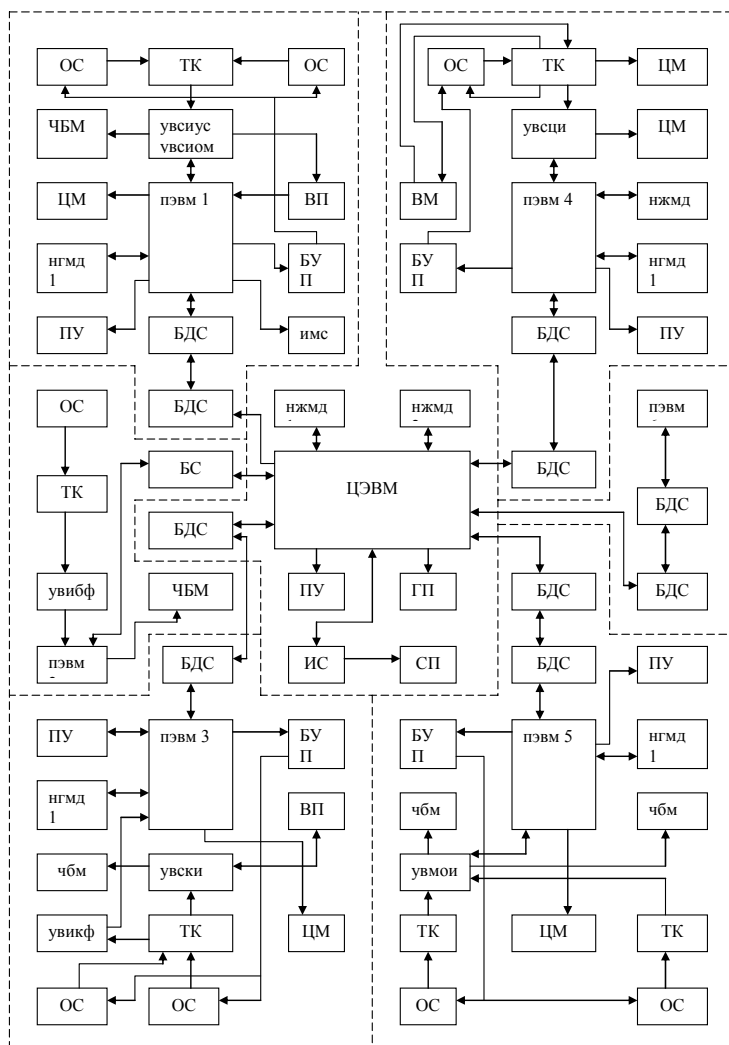 ОС
ТК
ОС
ЧБМ
увсиус
увсиом
ЦМ
пэвм 1
ВП
нгмд
1
БУ
П
ПУ
БДС
имс
БДС
ОС
ТК
ЦМ
увсци
ЦМ
ВМ
пэвм 4
нжмд
БУ
П
нгмд
1
БДС
ПУ
ОС
БС
ТК
БДС
увибф
ЧБМ
пэвм
нжмд
нжмд
ЦЭВМ
БДС
ПУ
ГП
ИС
СП
пэвм
БДС
БДС
БДС
БДС
БДС
ПУ
пэвм 3
БУ
П
нгмд
1
ВП
чбм
увски
увикф
ТК
ЦМ
ОС
ОС
БУ
П
пэвм 5
ПУ
нгмд
1
чбм
чбм
увмои
ТК
ЦМ
ТК
ОС
ОС